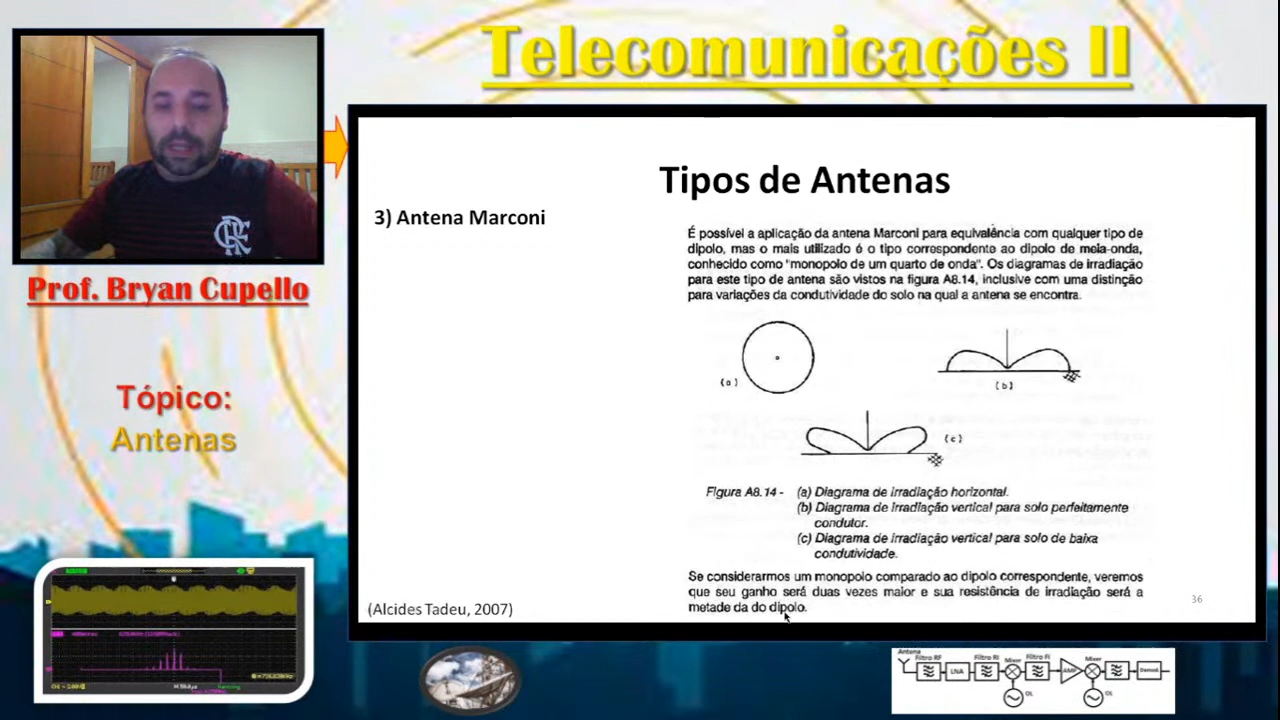 Telecomunicações II
Prof. Bryan Cupello
Tópico:
Antenas
Tipos de Antenas
3) Antena Marconi
É possível a aplicação da antena Marconi para equivalência com qualquer tipo de
dipolo, mas o mais utilizado é o tipo correspondente ao dipolo de meia-onda,
conhecido como "monopolo de um quarto de onda". Os diagramas de irradiação
para este tipo de antena são vistos na figura A8.14, inclusive com uma distinção
para variações da condutividade do solo na qual a antena se encontra.
(a)
(b)
(c)
Figura A8.14 - (a) Diagrama de irradiação horizontal.
(b) Diagrama de irradiação vertical para solo perfeitamente
condutor.
(c) Diagrama de irradiação vertical para solo de baixa
condutividade.
Se considerarmos um monopolo comparado ao dipolo correspondente, veremos
que seu ganho será duas vezes maior e sua resistência de irradiação será a
metade da do dipolo.
(Alcides Tadeu, 2007)
36
Antena
Filtro RF
LNA
Filtro RI
Mixer
Filtro FI
AMP
Mixer
Demod.
OL
OL